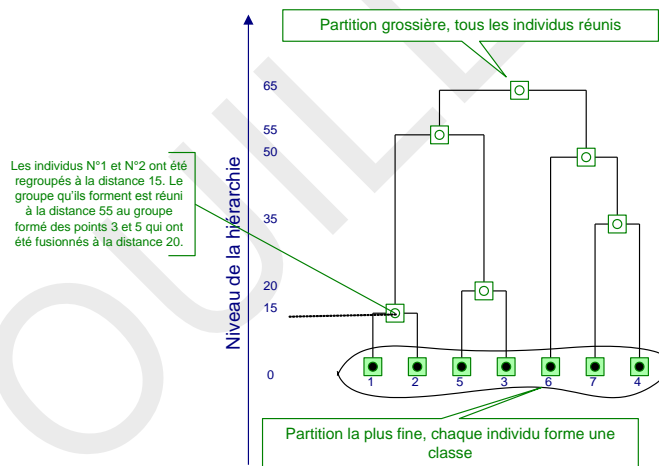 Partition grossière, tous les individus réunis
Niveau de la hiérarchie
65
55
50
35
20
15
0
Les individus N°1 et N°2 ont été
regroupés à la distance 15. Le
groupe qu'ils forment est réuni
à la distance 55 au groupe
formé des points 3 et 5 qui ont
été fusionnés à la distance 20.
1 2 5 3 6 7 4
Partition la plus fine, chaque individu forme une
classe